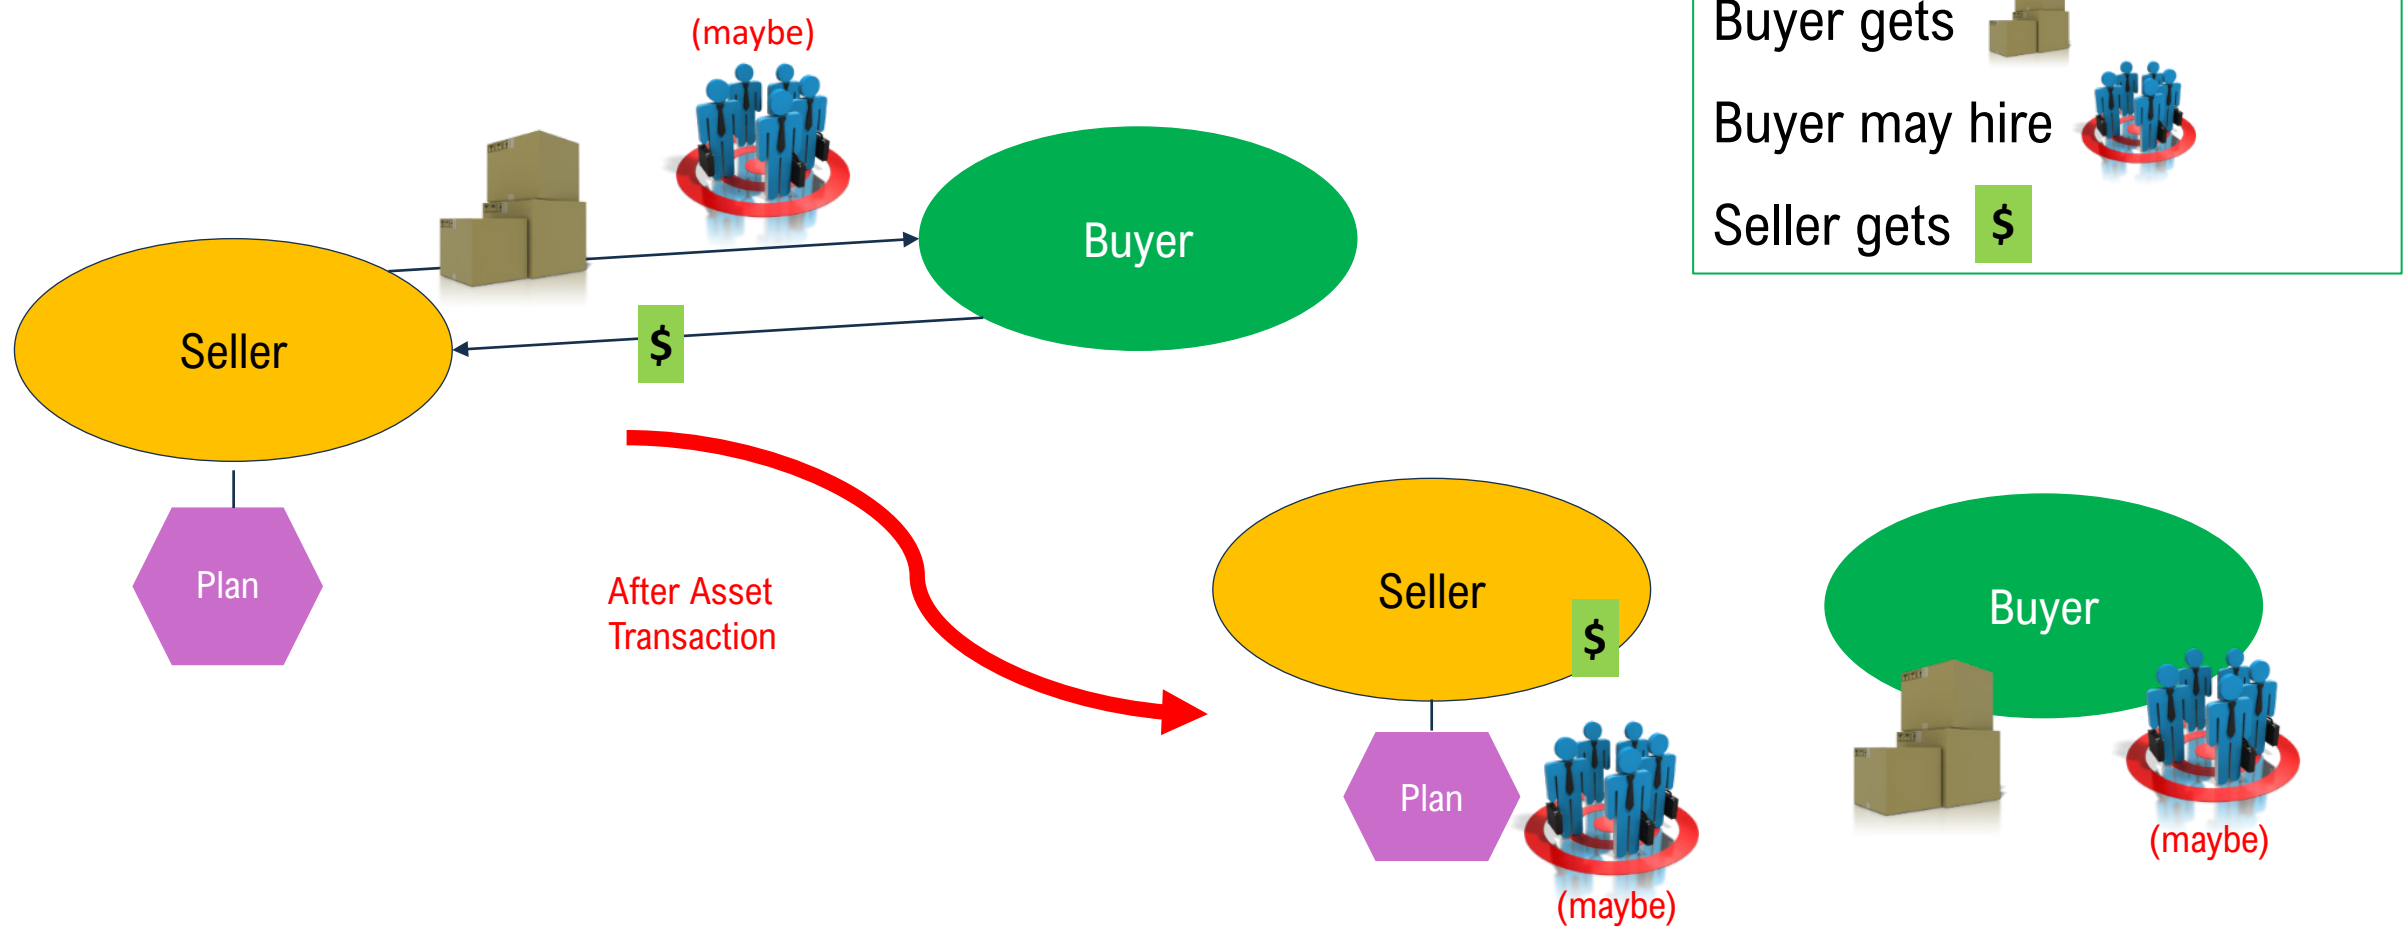 (maybe)
Buyer gets
Buyer may hire
Seller gets $
Buyer
Seller
$
Plan
After Asset
Transaction
Seller
$
Buyer
Plan
(maybe)
(maybe)